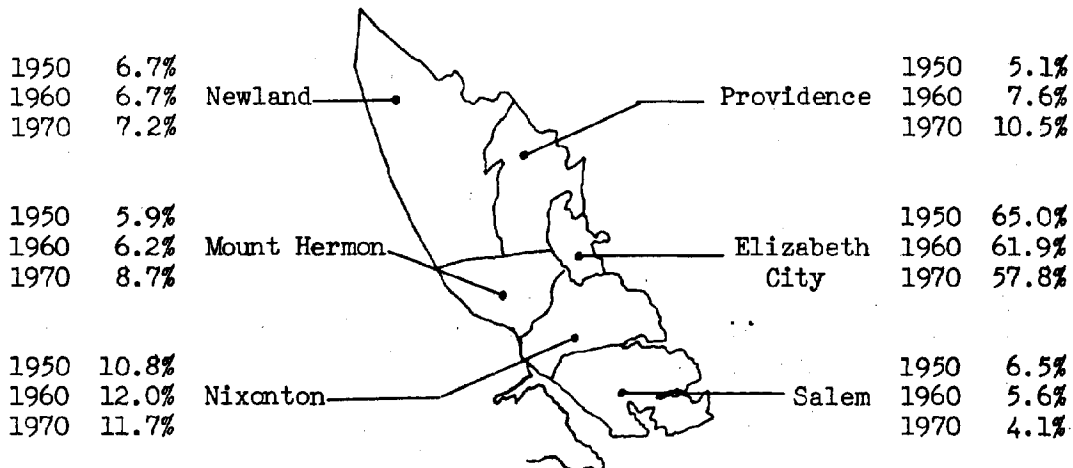 1950 6.7%
1960 6.7%
1970 7.2%
Newland
Providence
1950 5.1%
1960 7.6%
1970 10.5%
1950 5.9%
1960 6.2%
1970 8.7%
Mount Hermon
Elizabeth
City
1950 65.0%
1960 61.9%
1970 57.8%
1950 10.8%
1960 12.0%
1970 11.7%
Nixonton
Salem
1950 6.5%
1960 5.6%
1970 4.1%